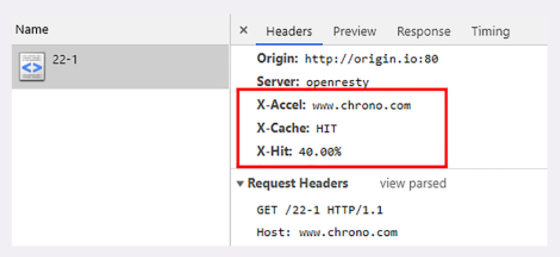 Name
× Headers Preview Response Timing
22-1
Origin: http://origin.io:80
Server: openresty
X-Accel: www.chrono.com
X-Cache: HIT
X-Hit: 40.00%
▼ Request Headers view parsed
GET /22-1 HTTP/1.1
Host: www.chrono.com